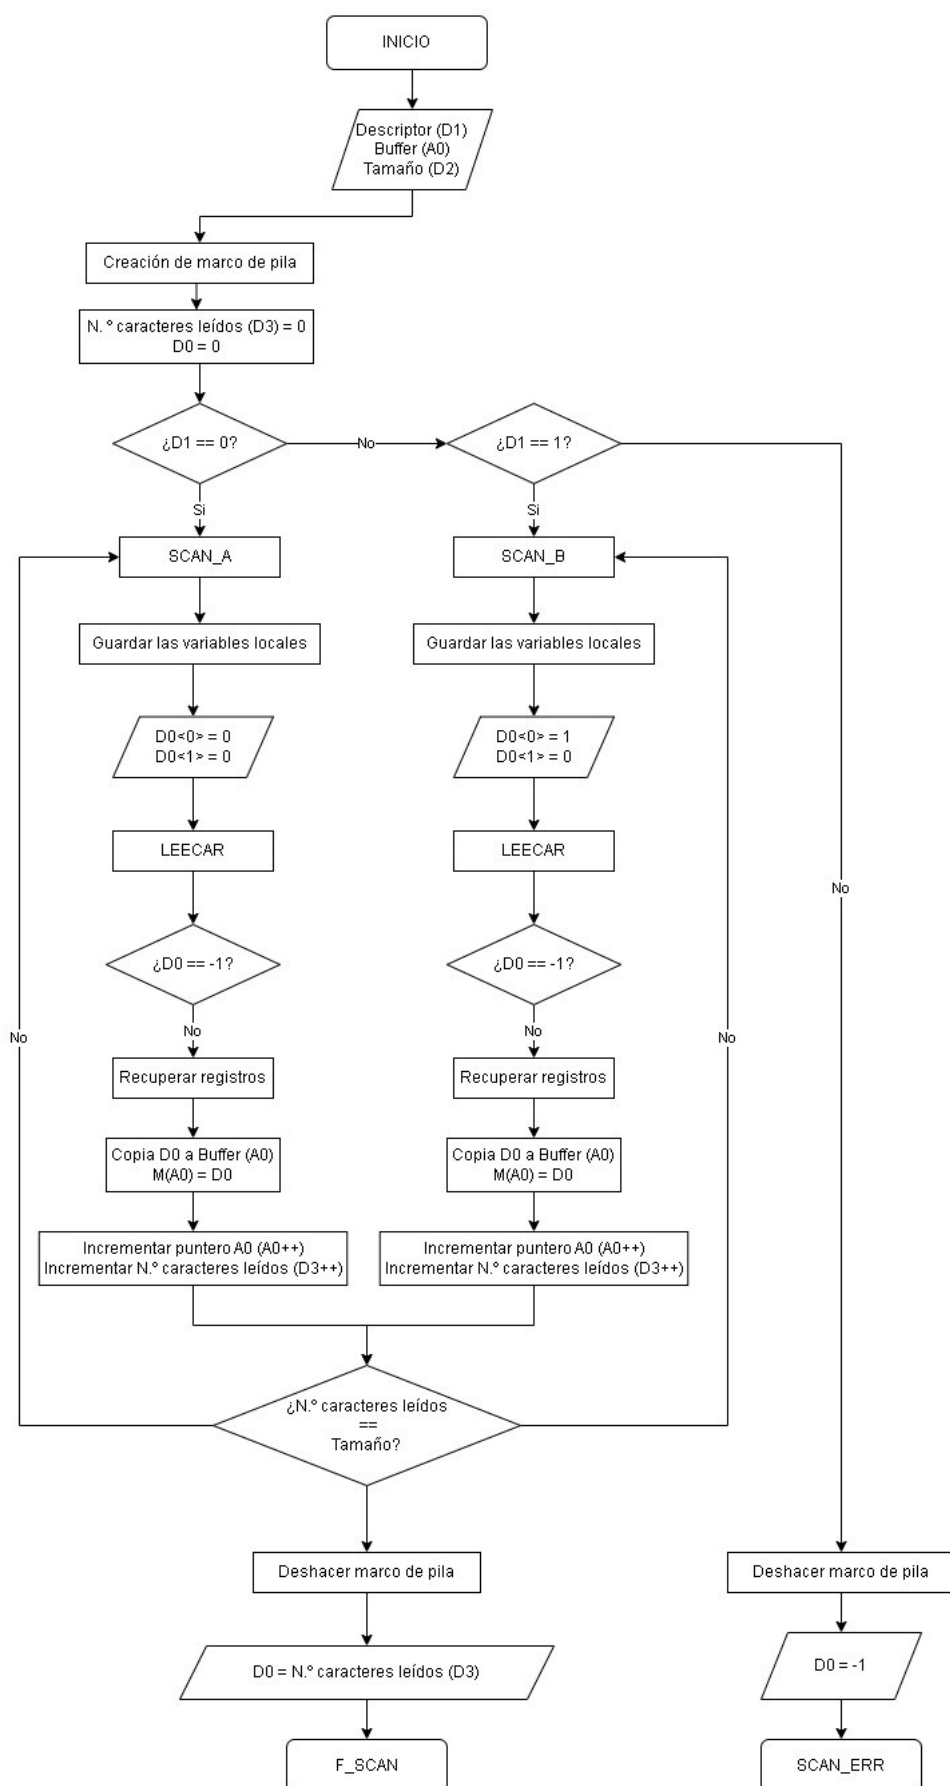 INICIO
Descriptor (D1)
Buffer (A0)
Tamaño (D2)
Creación de marco de pila
N. º caracteres leídos (D3) = 0
D0 = 0
¿D1 == 0?
No
¿D1 == 1?
Si
Si
SCAN_A
SCAN_B
Guardar las variables locales
Guardar las variables locales
D0<0> = 0
D0<1> = 0
D0<0> = 1
D0<1> = 0
LEECAR
LEECAR
No
¿D0 == -1?
¿D0 == -1?
No
No
No
No
Recuperar registros
Recuperar registros
Copia D0 a Buffer (A0)
M(A0) = D0
Copia D0 a Buffer (A0)
M(A0) = D0
Incrementar puntero A0 (A0++)
Incrementar N.º caracteres leídos (D3++)
Incrementar puntero A0 (A0++)
Incrementar N.º caracteres leídos (D3++)
¿N.º caracteres leídos
==
Tamaño?
Deshacer marco de pila
Deshacer marco de pila
D0 = N.º caracteres leídos (D3)
D0 = -1
F_SCAN
SCAN_ERR